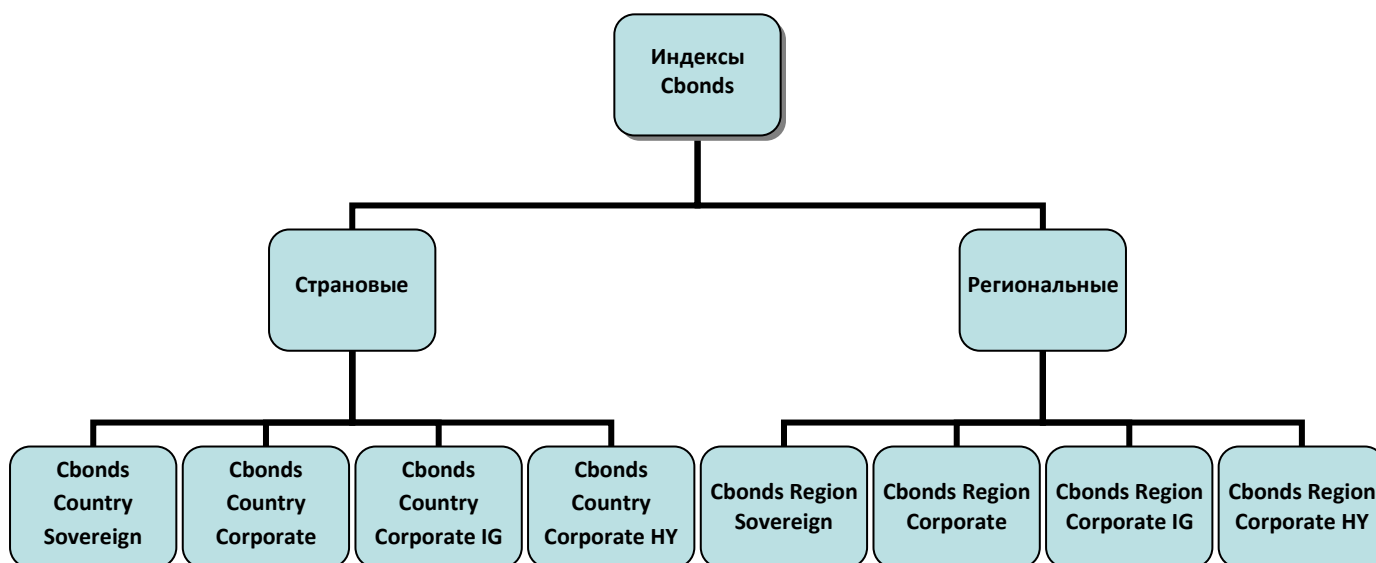 Индексы
Cbonds
Страновые
Региональные
Cbonds
Country
Sovereign
Cbonds
Country
Corporate
Cbonds
Country
Corporate IG
Cbonds
Country
Corporate HY
Cbonds Region
Sovereign
Cbonds Region
Corporate
Cbonds Region
Corporate IG
Cbonds Region
Corporate HY